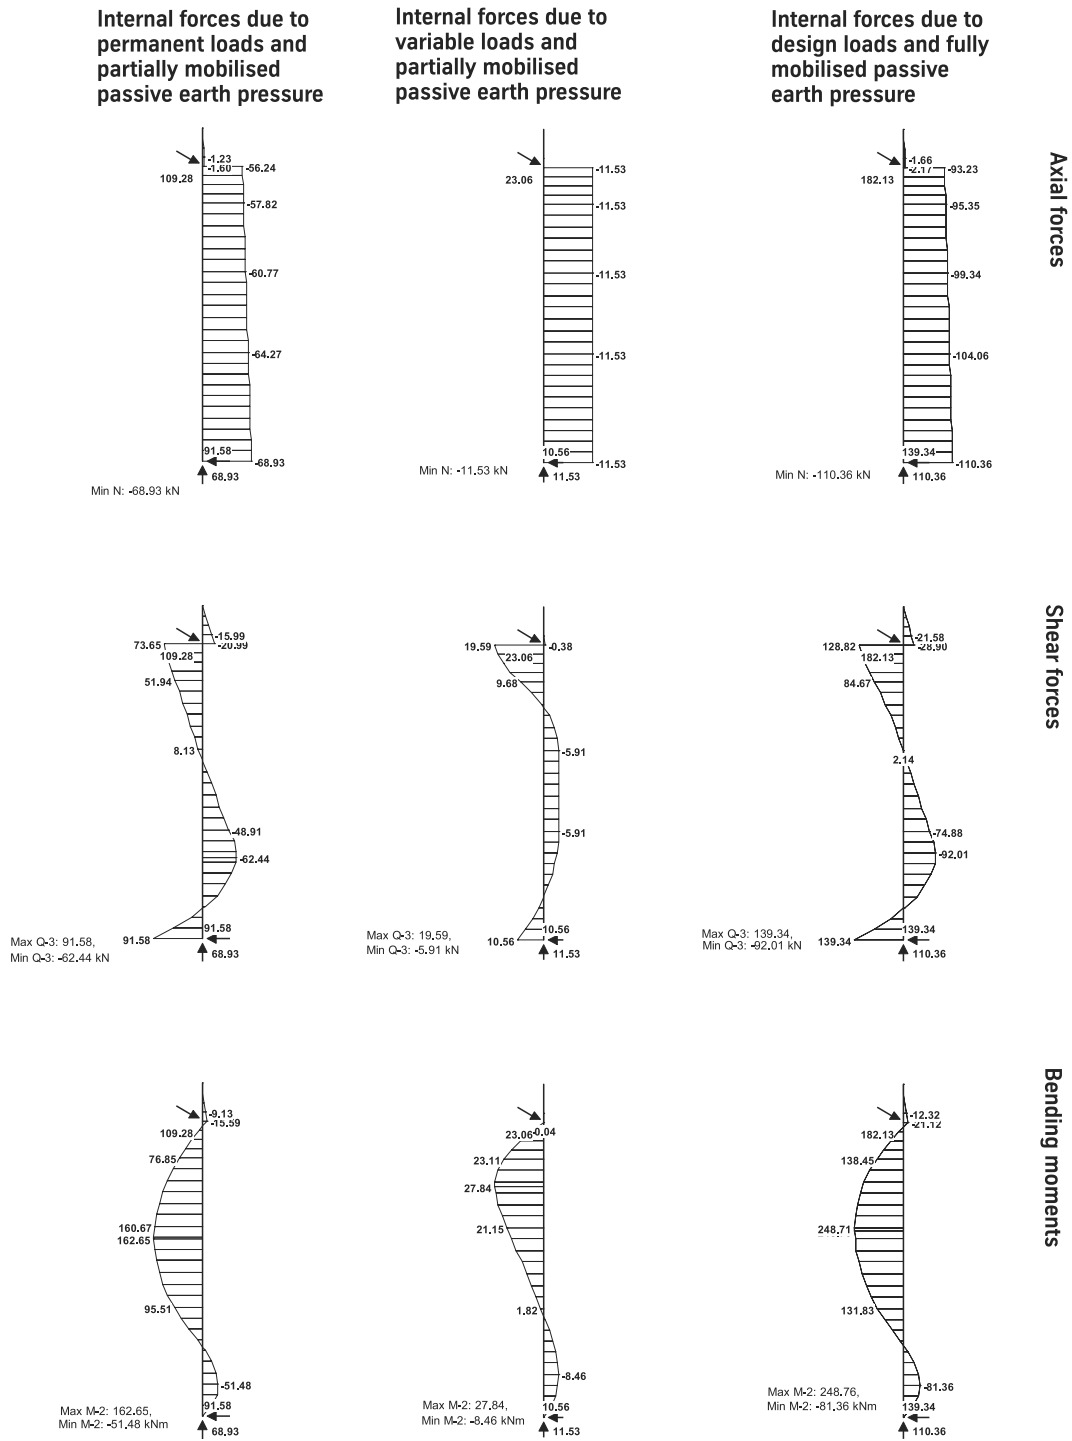 Internal forces due to
permanent loads and
partially mobilised
passive earth pressure
Internal forces due to
variable loads and
partially mobilised
passive earth pressure
Internal forces due to
design loads and fully
mobilised passive
earth pressure
Axial forces
-1.23
-1.60
-56.24
109.28
-57.82
-60.77
-64.27
91.58
-68.93
68.93
Min N: -68.93 kN
-11.53
23.06
-11.53
-11.53
-11.53
10.56
-11.53
11.53
Min N: -11.53 kN
-1.66
-2.17
-93.23
182.13
-95.35
-99.34
-104.06
139.34
-110.36
110.36
Min N: -110.36 kN
Shear forces
-15.99
73.65
-20.99
109.28
51.94
8.13
-48.91
-62.44
91.58
91.58
68.93
Max Q-3: 91.58,
Min Q-3: -62.44 kN
19.59
-0.38
23.06
9.68
-5.91
-5.91
10.56
10.56
11.53
Max Q-3: 19.59,
Min Q-3: -5.91 kN
-21.58
128.82
-28.90
182.13
84.67
2.14
-74.88
-92.01
139.34
139.34
110.36
Max Q-3: 139.34,
Min Q-3: -92.01 kN
Bending moments
-9.13
-15.59
109.28
76.85
160.67
162.65
95.51
-51.48
91.58
68.93
Max M-2: 162.65,
Min M-2: -51.48 kNm
23.06
-0.04
23.11
27.84
21.15
1.82
-8.46
10.56
11.53
Max M-2: 27.84,
Min M-2: -8.46 kNm
-12.32
-21.12
182.13
138.45
248.71
131.83
-81.36
139.34
110.36
Max M-2: 248.76,
Min M-2: -81.36 kNm